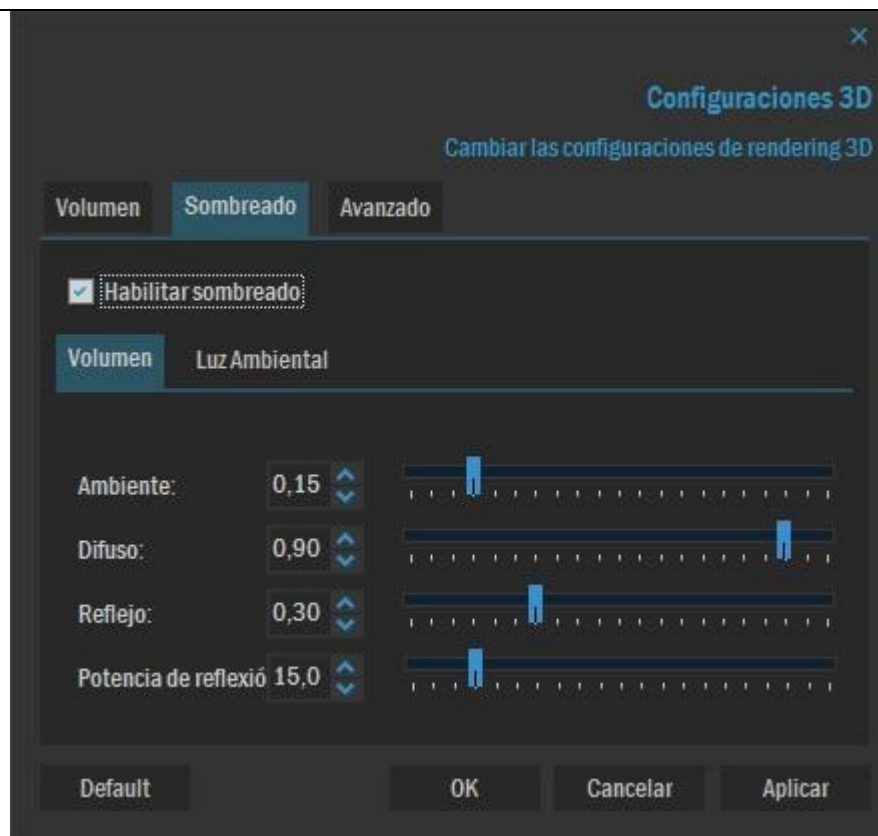 Configuraciones 3D
Cambiar las configuraciones de rendering 3D
Volumen Sombreado Avanzado
Habilitar sombreado
Volumen Luz Ambiental
Ambiente: 0,15
Difuso: 0,90
Reflejo: 0,30
Potencia de reflexió 15,0
Default OK Cancelar Aplicar